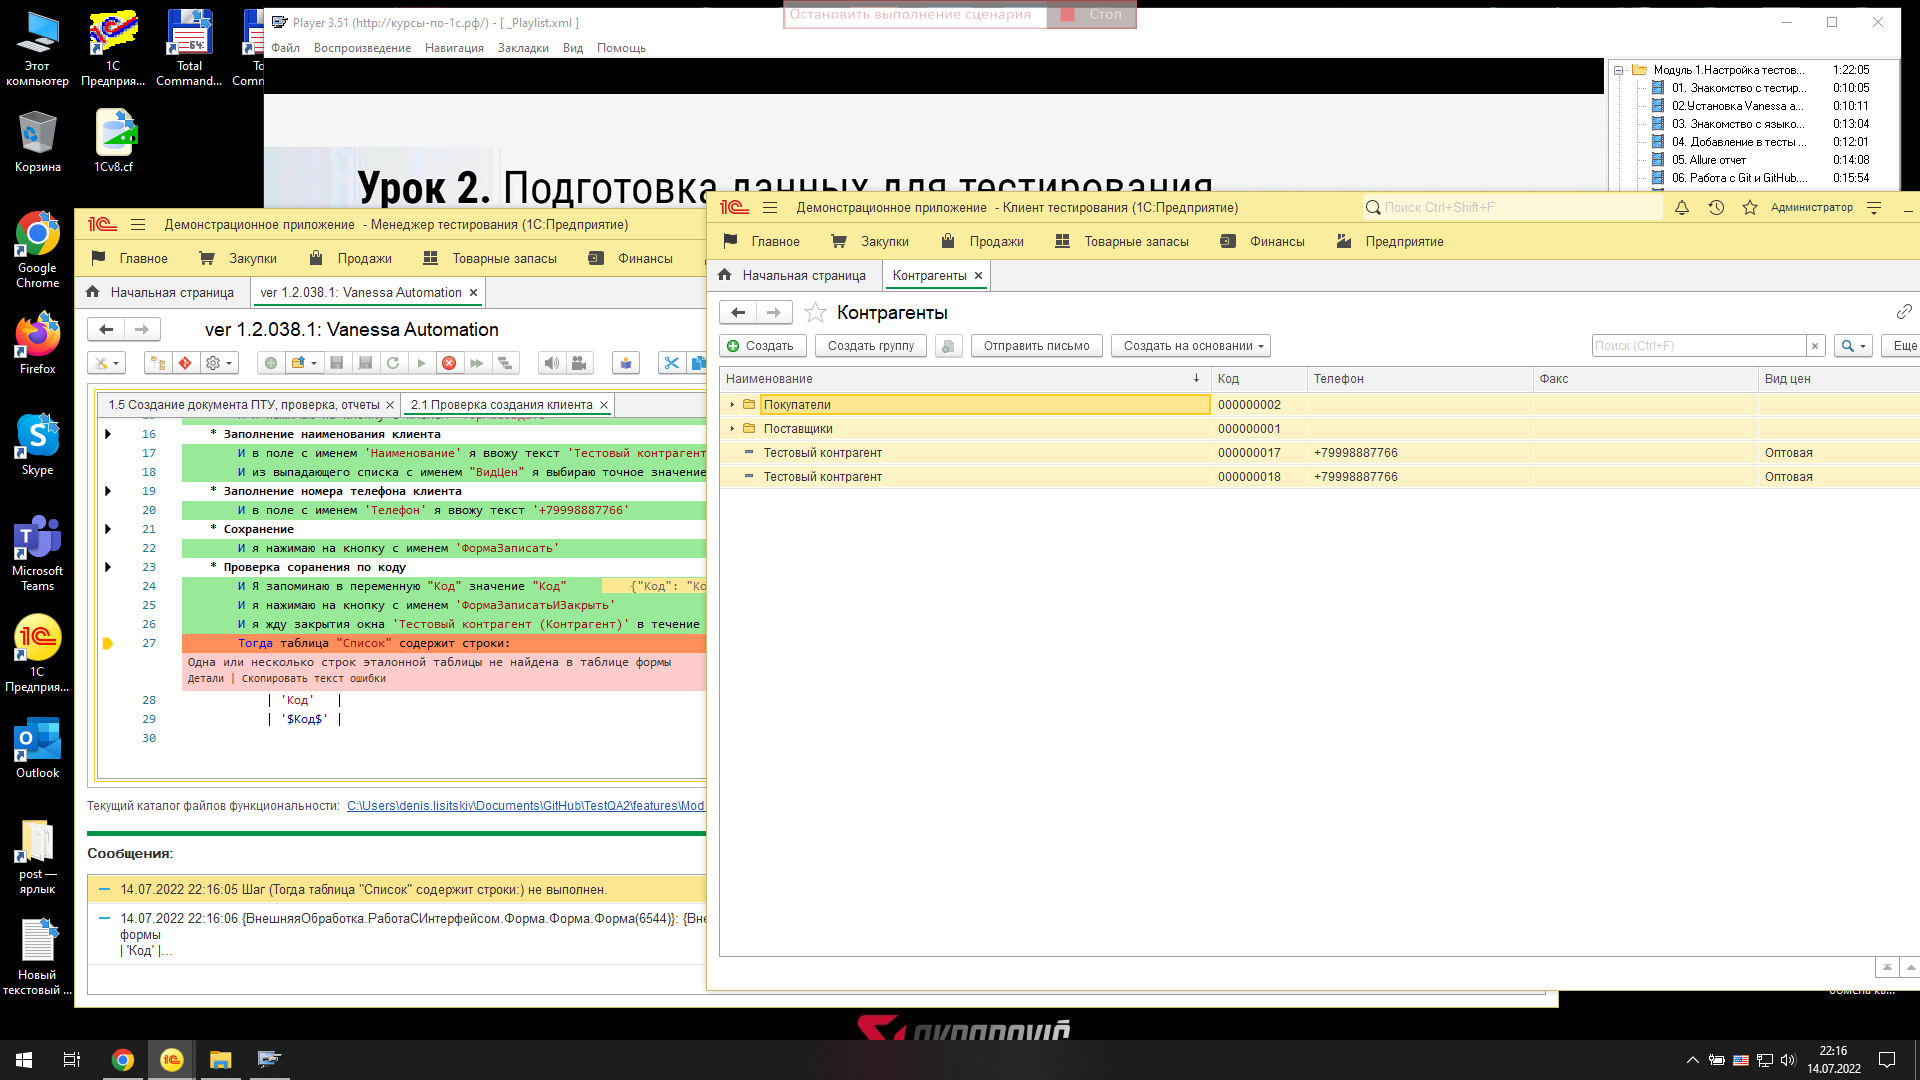 Этот компьютер
1С Предприя...
Total Command...
To Comm
Корзина
1Cv8.cf
Google Chrome
Firefox
Skype
Microsoft Teams
1С Предприя...
Outlook
post — ярлык
Новый текстовый ...
Player 3.51 (http://курсы-по-1с.рф/) - [ _Playlist.xml ]
Остановить выполнение сценария
Стоп
Файл Воспроизведение Навигация Закладки Вид Помощь
Модуль 1.Настройка тестов... 1:22:05
01. Знакомство с тестир... 0:10:05
02.Установка Vanessa a... 0:10:11
03. Знакомство с языко... 0:13:04
04. Добавление в тесты ... 0:12:01
05. Allure отчет 0:14:08
06. Работа с Git и GitHub.... 0:15:54
Урок 2. Подготовка данных для тестирования
Демонстрационное приложение - Менеджер тестирования (1С:Предприятие)
Главное Закупки Продажи Товарные запасы Финансы
Начальная страница
ver 1.2.038.1: Vanessa Automation ×
ver 1.2.038.1: Vanessa Automation
1.5 Создание документа ПТУ, проверка, отчеты ×
2.1 Проверка создания клиента ×
16 * Заполнение наименования клиента
17 И в поле с именем 'Наименование' я ввожу текст 'Тестовый контрагент
18 И из выпадающего списка с именем "ВидЦен" я выбираю точное значение
19 * Заполнение номера телефона клиента
20 И в поле с именем 'Телефон' я ввожу текст '+79998887766'
21 * Сохранение
22 И я нажимаю на кнопку с именем 'ФормаЗаписать'
23 * Проверка соранения по коду
24 И Я запоминаю в переменную "Код" значение "Код" {"Код": "Ко
25 И я нажимаю на кнопку с именем 'ФормаЗаписатьИЗакрыть'
26 И я жду закрытия окна 'Тестовый контрагент (Контрагент)' в течение
27 Тогда таблица "Список" содержит строки:
Одна или несколько строк эталонной таблицы не найдена в таблице формы
Детали | Скопировать текст ошибки
28 | 'Код' |
29 | '$Код$' |
30
Текущий каталог файлов функциональности: C:\Users\denis.lisitskiy\Documents\GitHub\TestQA2\features\Mod
Сообщения:
14.07.2022 22:16:05 Шаг (Тогда таблица "Список" содержит строки:) не выполнен.
14.07.2022 22:16:06 {ВнешняяОбработка.РаботаСИнтерфейсом.Форма.Форма.Форма(6544)}: {Вне
формы
| 'Код' |...
Демонстрационное приложение - Клиент тестирования (1С:Предприятие)
Поиск Ctrl+Shift+F
Администратор
Главное Закупки Продажи Товарные запасы Финансы Предприятие
Начальная страница
Контрагенты ×
Контрагенты
Создать Создать группу Отправить письмо Создать на основании Поиск (Ctrl+F) × Еще
Наименование ↓ Код Телефон Факс Вид цен
Покупатели 000000002
Поставщики 000000001
Тестовый контрагент 000000017 +79998887766 Оптовая
Тестовый контрагент 000000018 +79998887766 Оптовая
22:16
14.07.2022